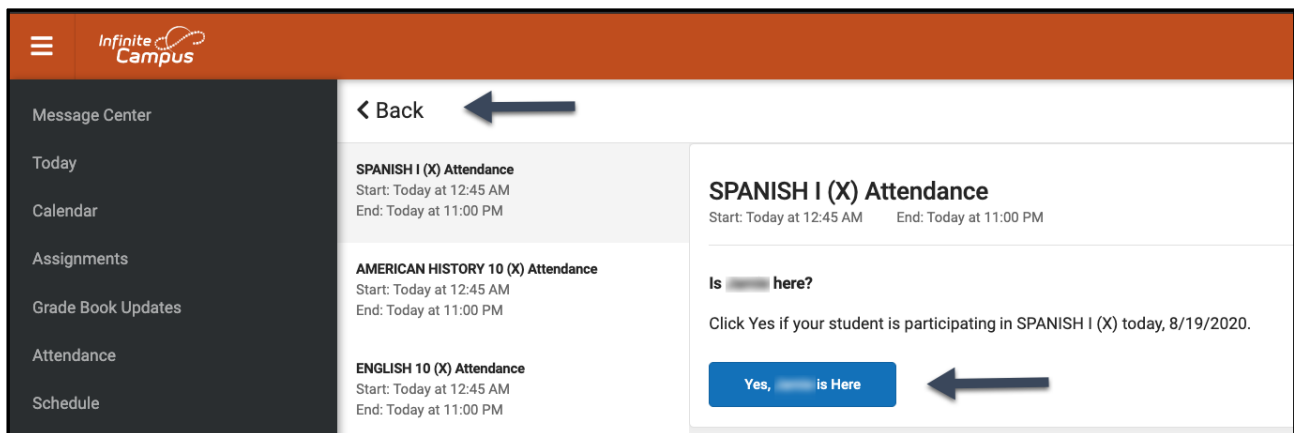 Infinite
Campus
Message Center
Today
Calendar
Assignments
Grade Book Updates
Attendance
Schedule
Back
SPANISH I (X) Attendance
Start: Today at 12:45 AM
End: Today at 11:00 PM
AMERICAN HISTORY 10 (X) Attendance
Start: Today at 12:45 AM
End: Today at 11:00 PM
ENGLISH 10 (X) Attendance
Start: Today at 12:45 AM
End: Today at 11:00 PM
SPANISH I (X) Attendance
Start: Today at 12:45 AM End: Today at 11:00 PM
Is here?
Click Yes if your student is participating in SPANISH I (X) today, 8/19/2020.
Yes, is Here